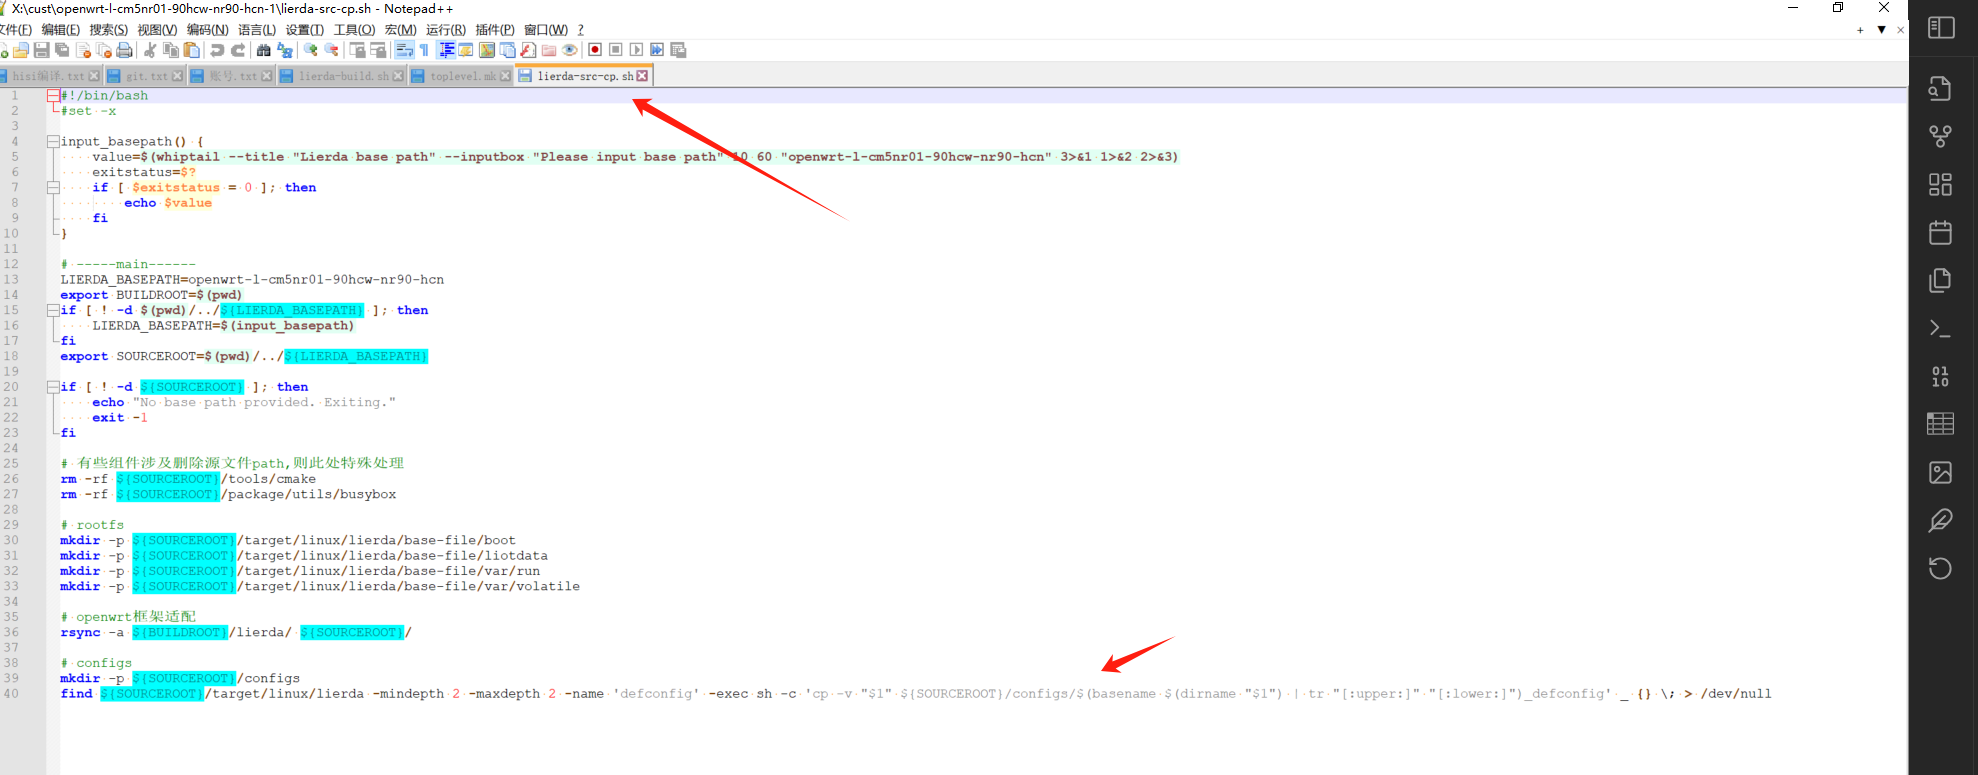 X:\cust\openwrt-l-cm5nr01-90hcw-nr90-hcn-1\lierda-src-cp.sh - Notepad++
文件(F) 编辑(E) 搜索(S) 视图(V) 编码(N) 语言(L) 设置(T) 工具(O) 宏(M) 运行(R) 插件(P) 窗口(W) ?
hisi编译.txt git.txt 账号.txt lierda-build.sh toplevel.mk lierda-src-cp.sh
1 #!/bin/bash
2 #set -x
3
4 input_basepath() {
5 value=$(whiptail --title "Lierda base path" --inputbox "Please input base path" 10 60 "openwrt-l-cm5nr01-90hcw-nr90-hcn" 3>&1 1>&2 2>&3)
6 exitstatus=$?
7 if [ $exitstatus = 0 ]; then
8 echo $value
9 fi
10 }
11
12 # -----main------
13 LIERDA_BASEPATH=openwrt-l-cm5nr01-90hcw-nr90-hcn
14 export BUILDROOT=$(pwd)
15 if [ ! -d $(pwd)/../${LIERDA_BASEPATH} ]; then
16 LIERDA_BASEPATH=$(input_basepath)
17 fi
18 export SOURCEROOT=$(pwd)/../${LIERDA_BASEPATH}
19
20 if [ ! -d ${SOURCEROOT} ]; then
21 echo "No base path provided. Exiting."
22 exit -1
23 fi
24
25 # 有些组件涉及删除源文件path,则此处特殊处理
26 rm -rf ${SOURCEROOT}/tools/cmake
27 rm -rf ${SOURCEROOT}/package/utils/busybox
28
29 # rootfs
30 mkdir -p ${SOURCEROOT}/target/linux/lierda/base-file/boot
31 mkdir -p ${SOURCEROOT}/target/linux/lierda/base-file/liotdata
32 mkdir -p ${SOURCEROOT}/target/linux/lierda/base-file/var/run
33 mkdir -p ${SOURCEROOT}/target/linux/lierda/base-file/var/volatile
34
35 # openwrt框架适配
36 rsync -a ${BUILDROOT}/lierda/ ${SOURCEROOT}/
37
38 # configs
39 mkdir -p ${SOURCEROOT}/configs
40 find ${SOURCEROOT}/target/linux/lierda -mindepth 2 -maxdepth 2 -name 'defconfig' -exec sh -c 'cp -v "$1" ${SOURCEROOT}/configs/$(basename $(dirname "$1") | tr "[:upper:]" "[:lower:]")_defconfig' _ {} \; > /dev/null